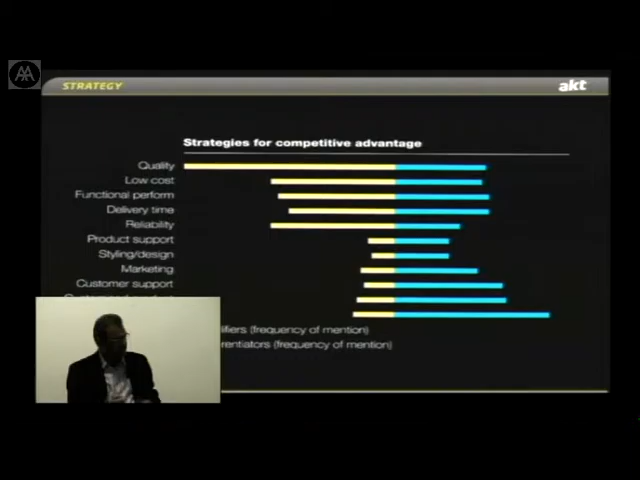 AA
STRATEGY
akt
Strategies for competitive advantage
Quality
Low cost
Functional perform
Delivery time
Reliability
Product support
Styling/design
Marketing
Customer support
lifiers (frequency of mention)
rentiators (frequency of mention)